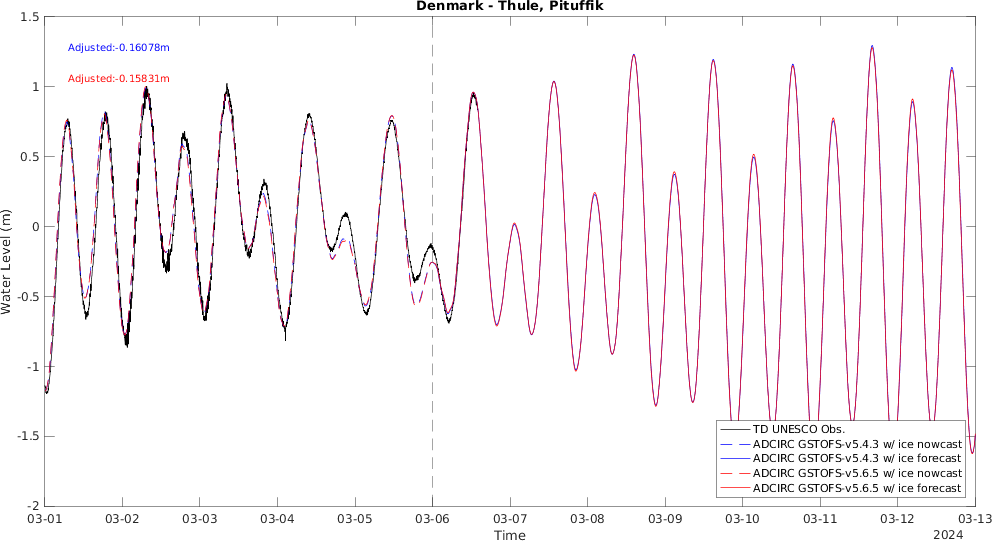 Denmark - Thule, Pituffik
Adjusted:-0.16078m
Adjusted:-0.15831m
Water Level (m)
1.5
1
0.5
0
-0.5
-1
-1.5
-2
TD UNESCO Obs.
ADCIRC GSTOFS-v5.4.3 w/ ice nowcast
ADCIRC GSTOFS-v5.4.3 w/ ice forecast
ADCIRC GSTOFS-v5.6.5 w/ ice nowcast
ADCIRC GSTOFS-v5.6.5 w/ ice forecast
03-01 03-02 03-03 03-04 03-05 03-06 03-07 03-08 03-09 03-10 03-11 03-12 03-13
Time
2024